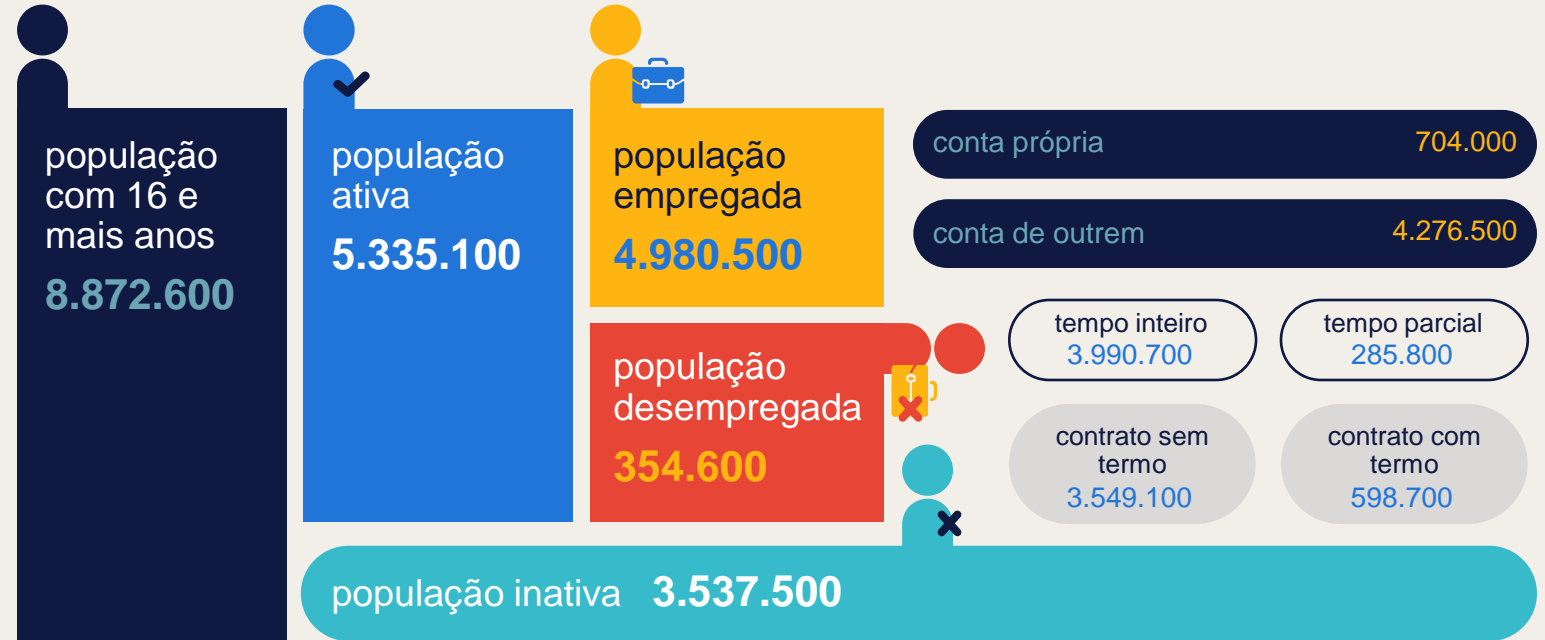 população
com 16 e
mais anos
8.872.600
população
ativa
5.335.100
população
empregada
4.980.500
conta própria 704.000
conta de outrem 4.276.500
tempo inteiro
3.990.700
tempo parcial
285.800
população
desempregada
354.600
contrato sem
termo
3.549.100
contrato com
termo
598.700
população inativa 3.537.500